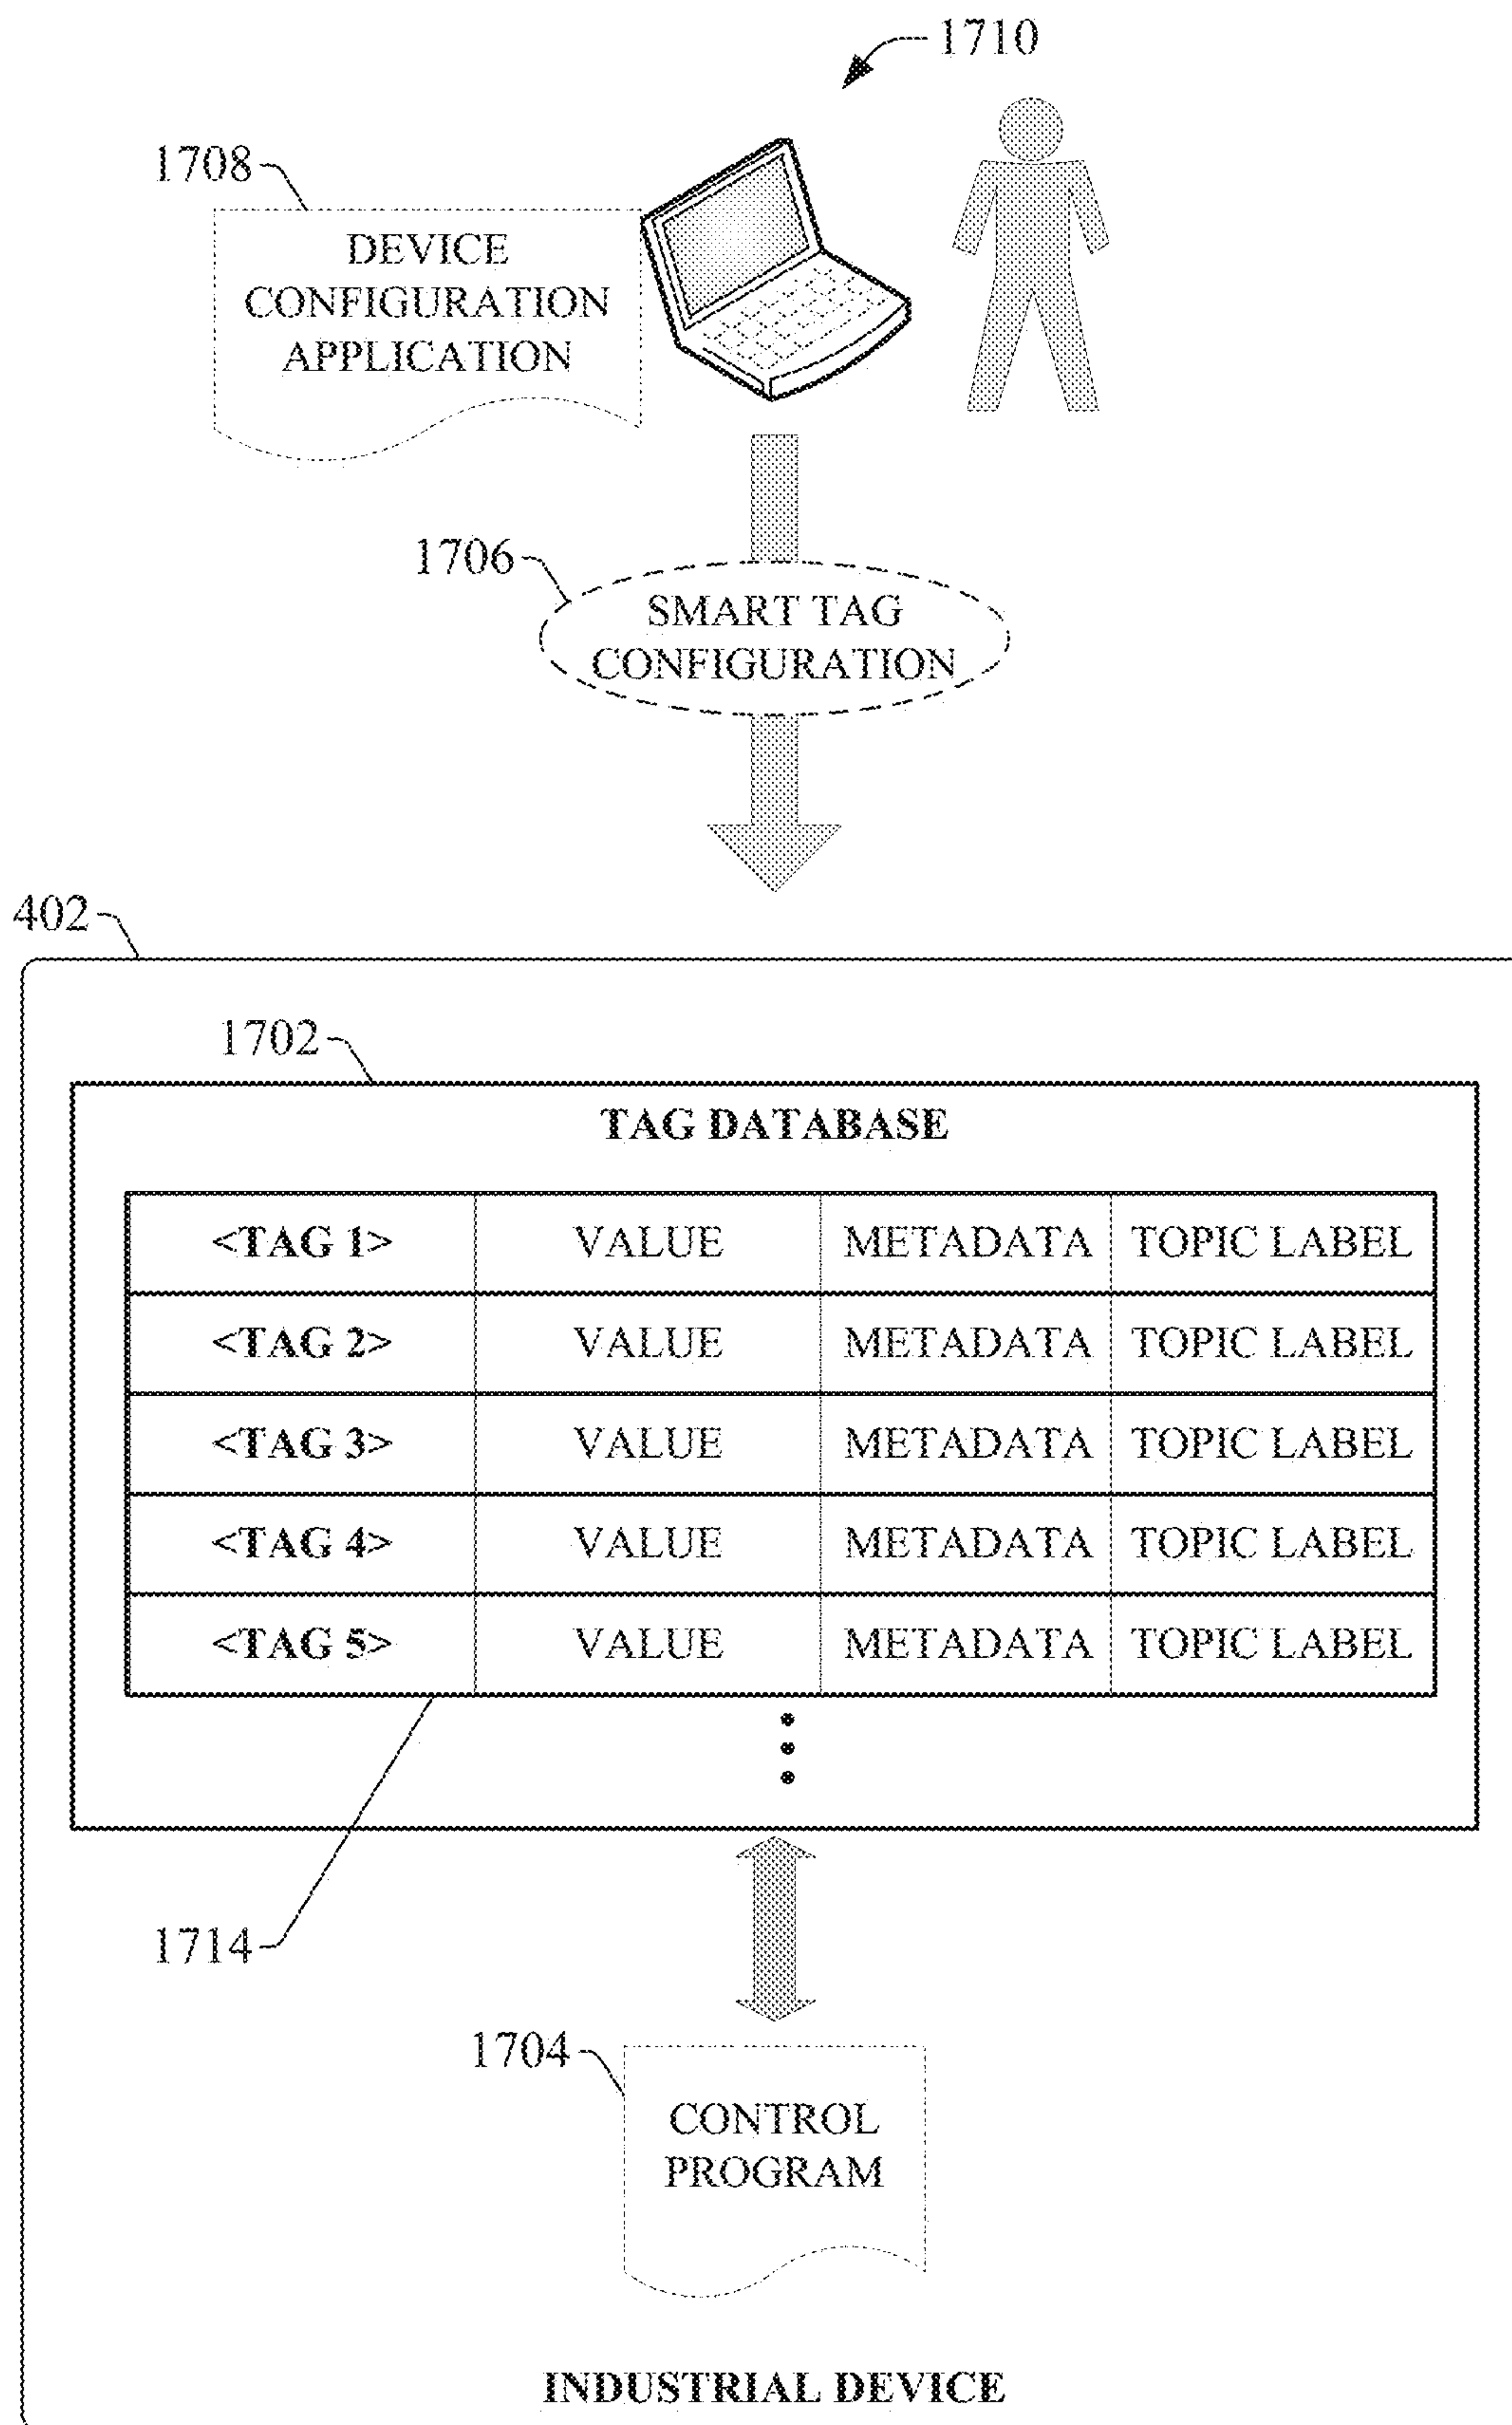 1710
1708
DEVICE
CONFIGURATION
APPLICATION
1706
SMART TAG
CONFIGURATION
402
1702
TAG DATABASE
<TAG 1> VALUE METADATA TOPIC LABEL
<TAG 2> VALUE METADATA TOPIC LABEL
<TAG 3> VALUE METADATA TOPIC LABEL
<TAG 4> VALUE METADATA TOPIC LABEL
<TAG 5> VALUE METADATA TOPIC LABEL
1714
1704
CONTROL
PROGRAM
INDUSTRIAL DEVICE